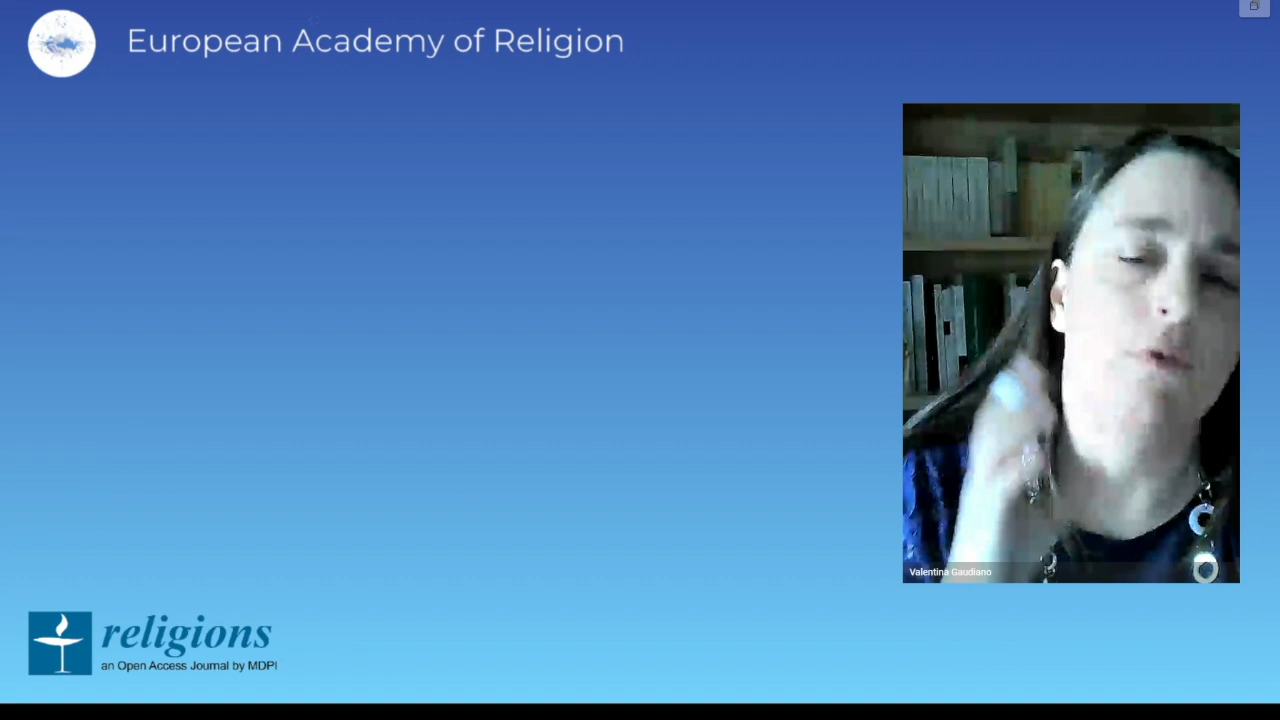 European Academy of Religion
Valentina Gaudiano
religions
an Open Access Journal by MDPI